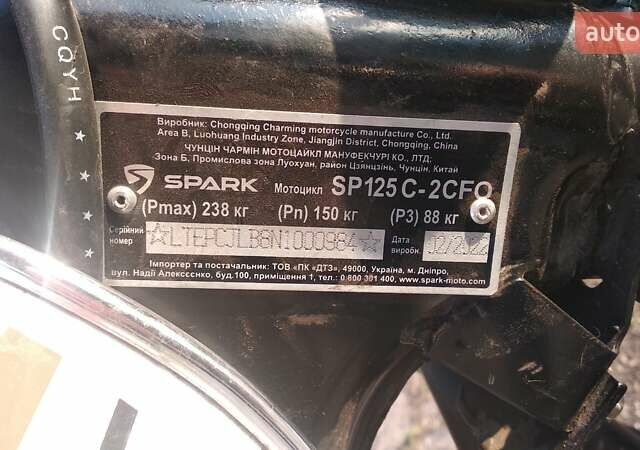 auto
CQYH
Виробник: Chongqing Charming motorcycle manufacture Co., Ltd.
Area B, Luohuang Industry Zone, Jiangjin District, Chongqing, China
ЧУНЦІН ЧАРМІН МОТОЦАЙКЛ МАНУФЕКЧУРІ КО., ЛТД;
Зона Б, Промислова зона Луохуан, район Цзянцзінь, Чунцін, Китай
SPARK Мотоцикл SP125C-2CFO
(Pmax) 238 кг (Pn) 150 кг (P3) 88 кг
Серійний номер ☆LTEPCJLB8N1000984☆ Дата виробн. 02/2022
Імпортер та постачальник: ТОВ «ПК «ДТЗ», 49000, Україна, м. Дніпро,
вул. Надії Алексєєнко, буд.100, приміщення 1, тел.: 0 800 301 400, www.spark-moto.com